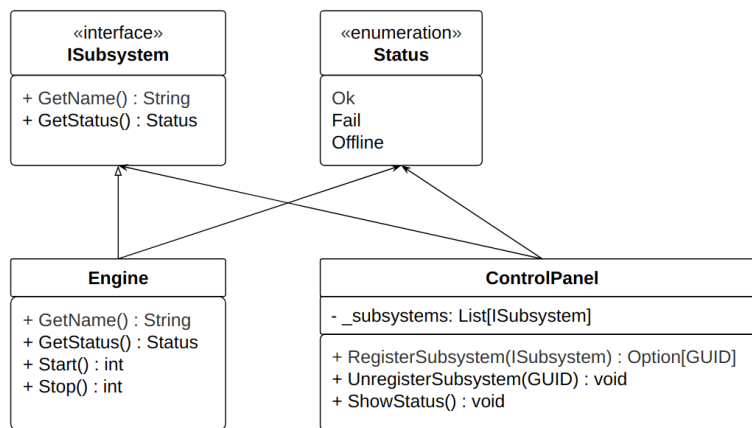 «interface»
ISubsystem
+ GetName() : String
+ GetStatus() : Status
«enumeration»
Status
Ok
Fail
Offline
Engine
+ GetName() : String
+ GetStatus() : Status
+ Start() : int
+ Stop() : int
ControlPanel
- _subsystems: List[ISubsystem]
+ RegisterSubsystem(ISubsystem) : Option[GUID]
+ UnregisterSubsystem(GUID) : void
+ ShowStatus() : void